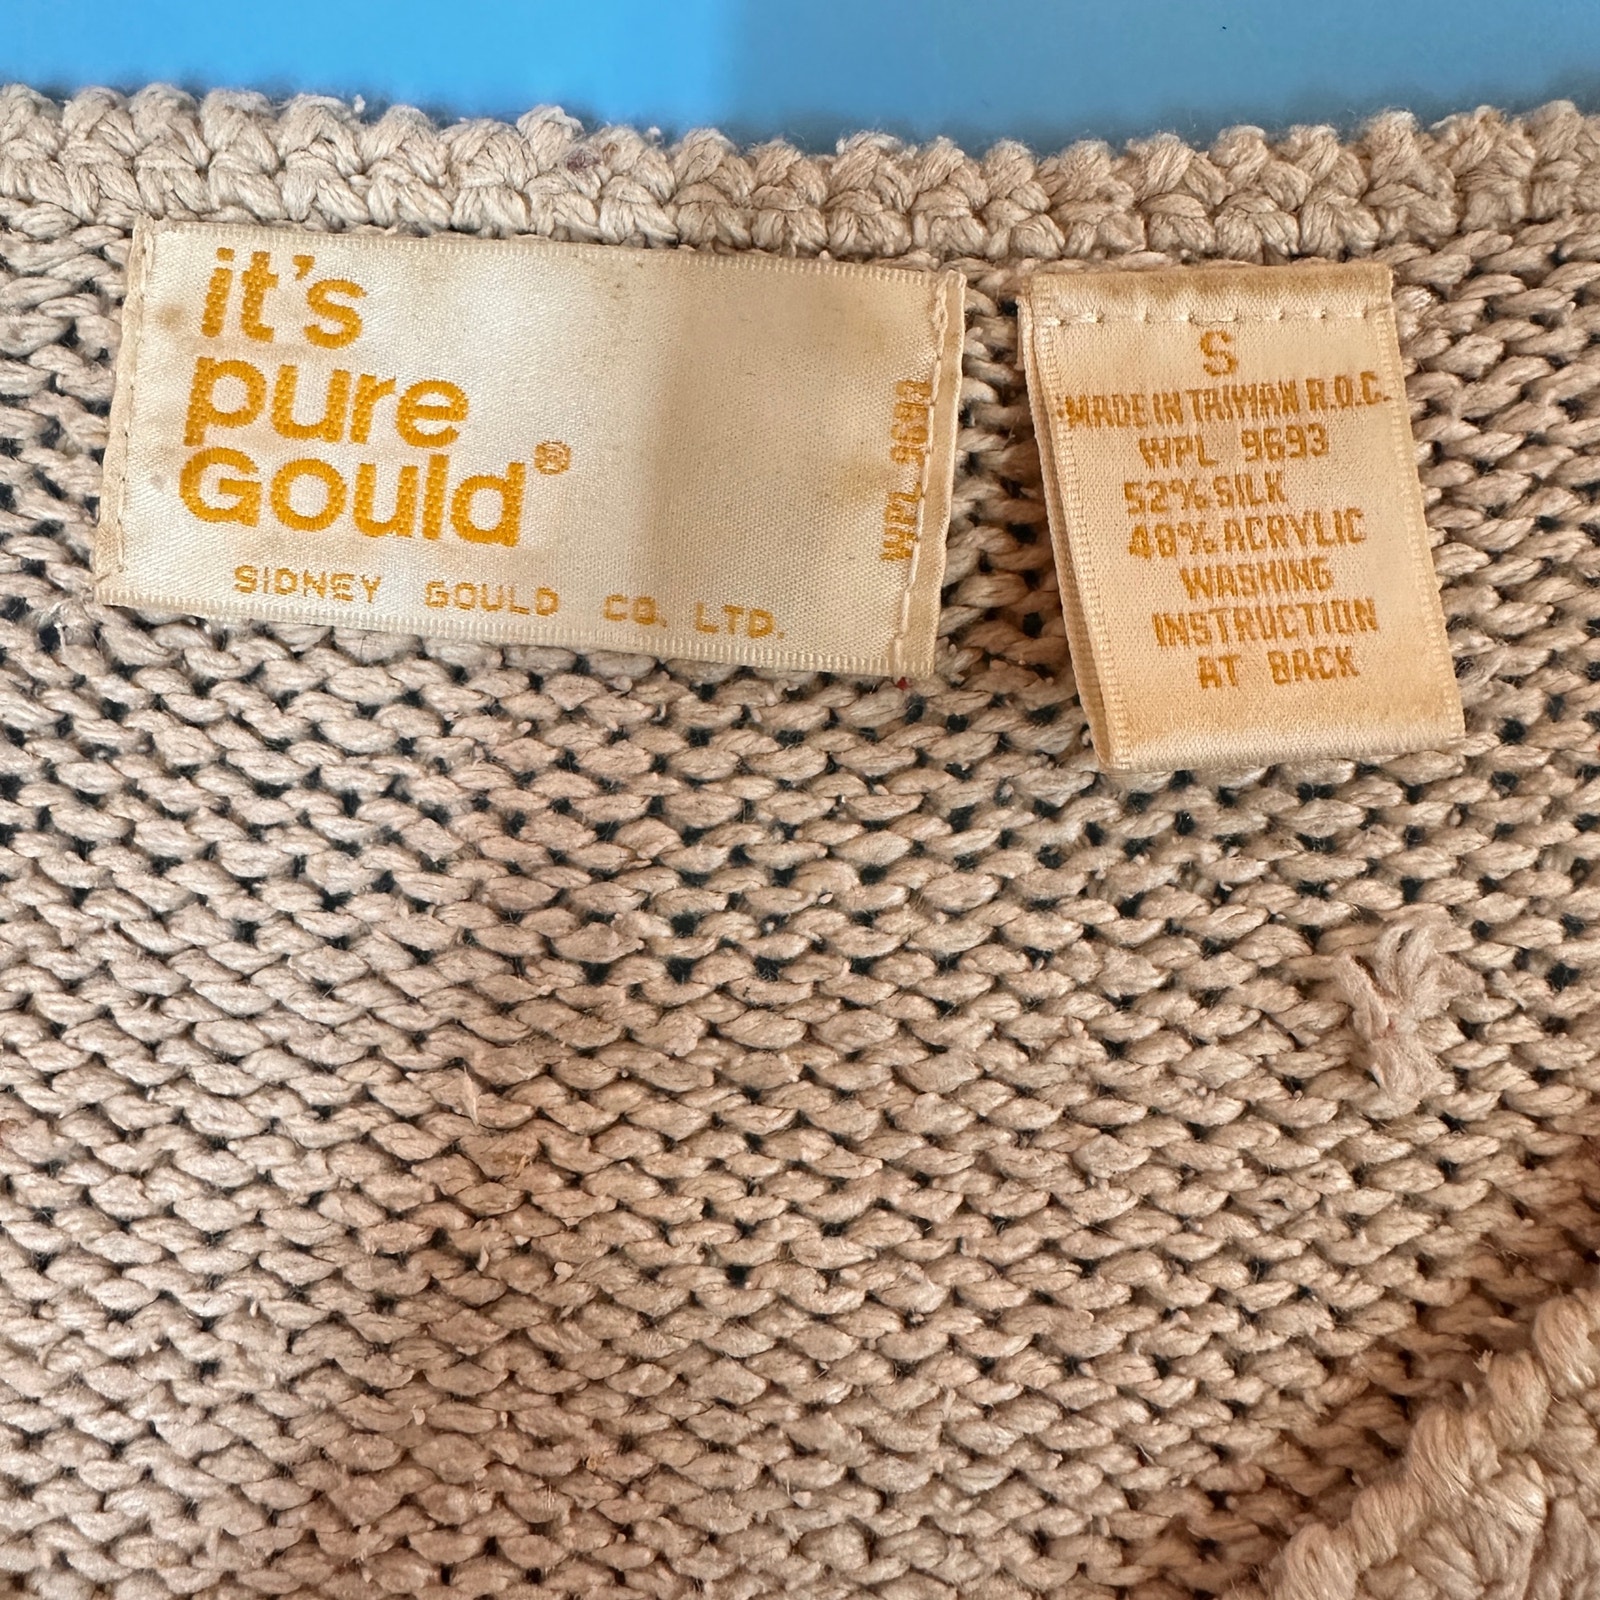 it's
pure
Gould®
SIDNEY GOULD CO. LTD.
WPL 9693
S
MADE IN TAIWAN R.O.C.
WPL 9693
52% SILK
48% ACRYLIC
WASHING
INSTRUCTION
AT BACK